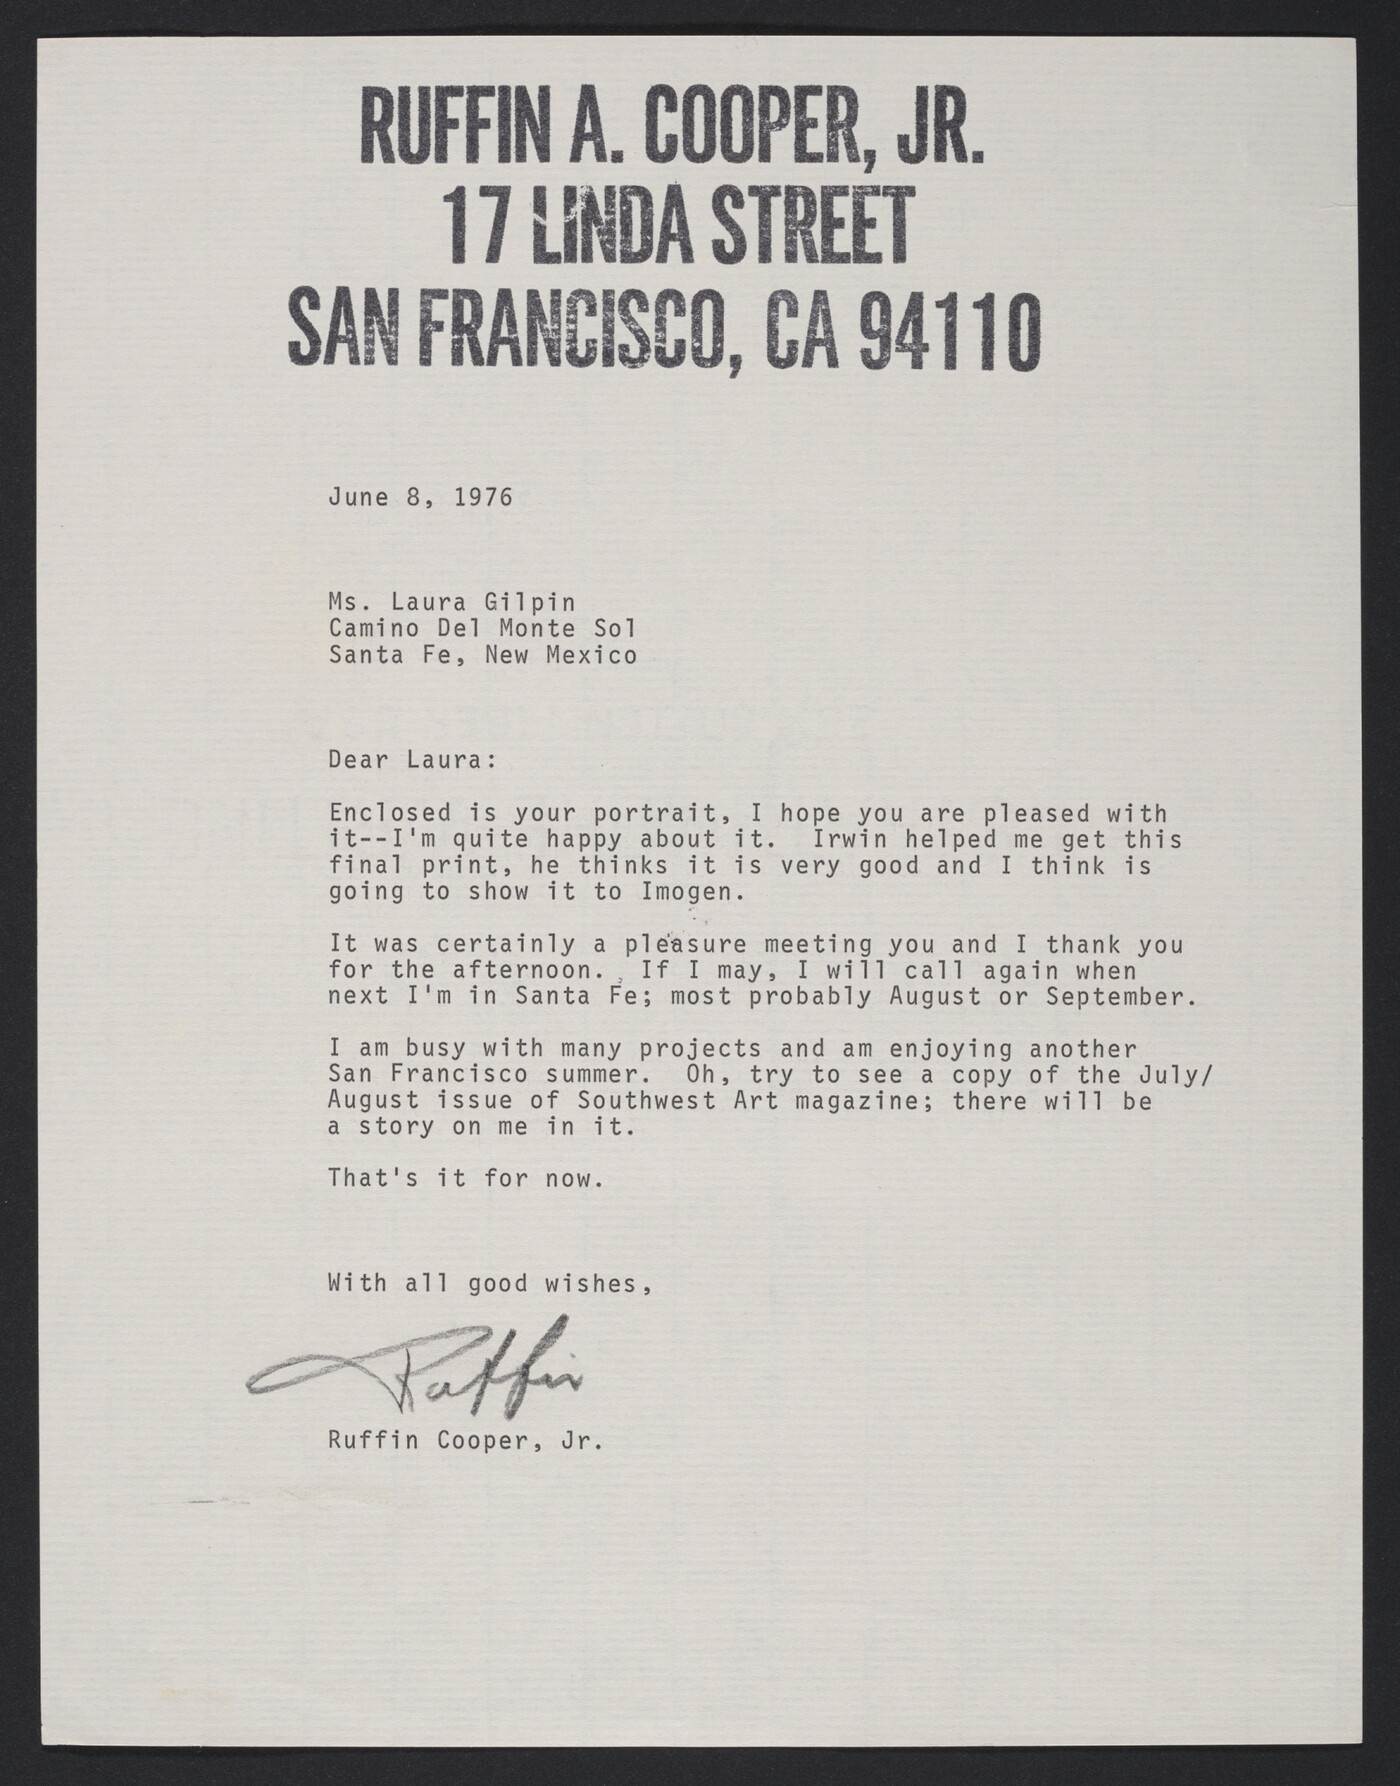 RUFFIN A. COOPER, JR.
17 LINDA STREET
SAN FRANCISCO, CA 94110
June 8, 1976
Ms. Laura Gilpin
Camino Del Monte Sol
Santa Fe, New Mexico
Dear Laura:
Enclosed is your portrait, I hope you are pleased with
it--I'm quite happy about it.  Irwin helped me get this
final print, he thinks it is very good and I think is
going to show it to Imogen.
It was certainly a pleasure meeting you and I thank you
for the afternoon.  If I may, I will call again when
next I'm in Santa Fe; most probably August or September.
I am busy with many projects and am enjoying another
San Francisco summer.  Oh, try to see a copy of the July/
August issue of Southwest Art magazine; there will be
a story on me in it.
That's it for now.
With all good wishes,
Ruffin
Ruffin Cooper, Jr.